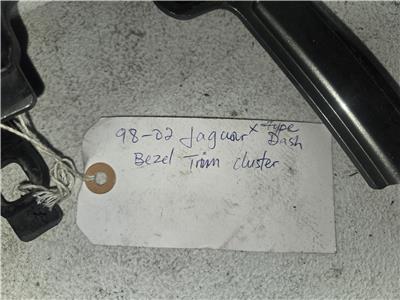 98-02 Jaguar x-type Dash
Bezel Trim cluster